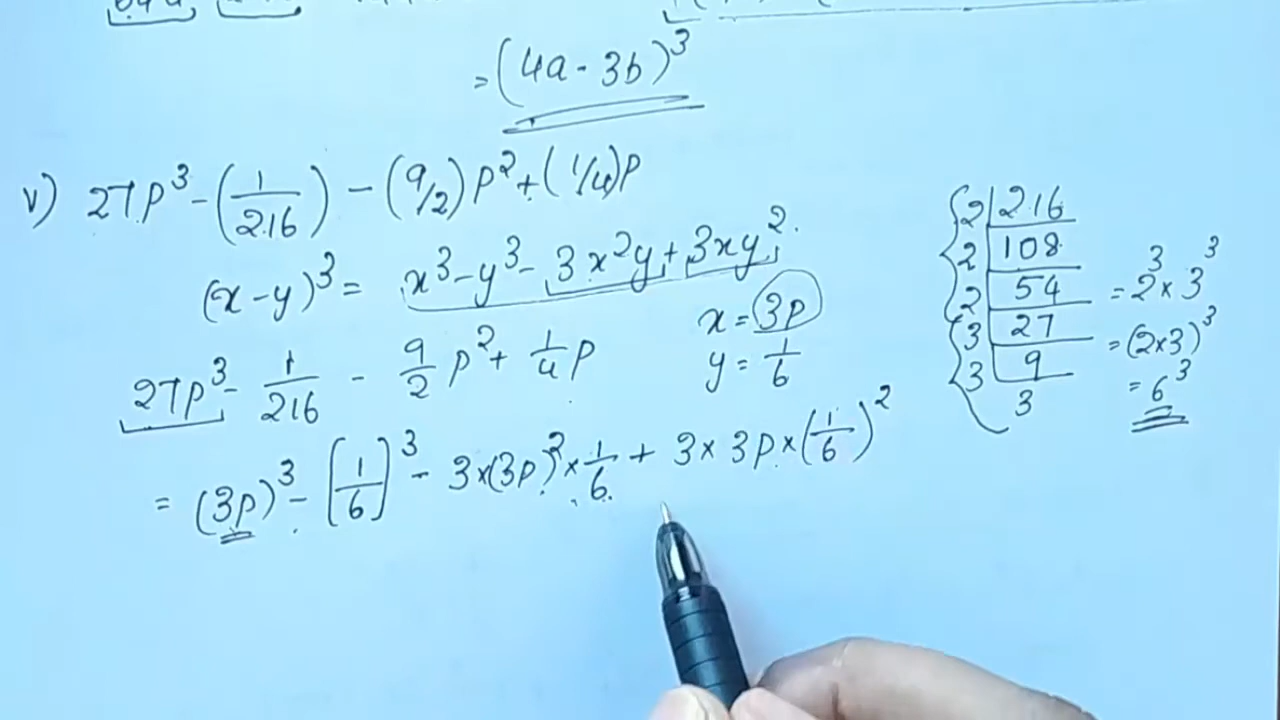 = (4a - 3b)³
v) 27p³ - (1/216) - (9/2)p² + (1/4)p
(x - y)³ = x³ - y³ - 3x²y + 3xy²
x = 3p
y = 1/6
27p³ - 1/216 - 9/2 p² + 1/4 p
= (3p)³ - [1/6]³ - 3×(3p)²×1/6 + 3×3p×(1/6)²
2|216
2|108
2|54
3|27
3|9
3
= 2³×3³
= (2×3)³
= 6³